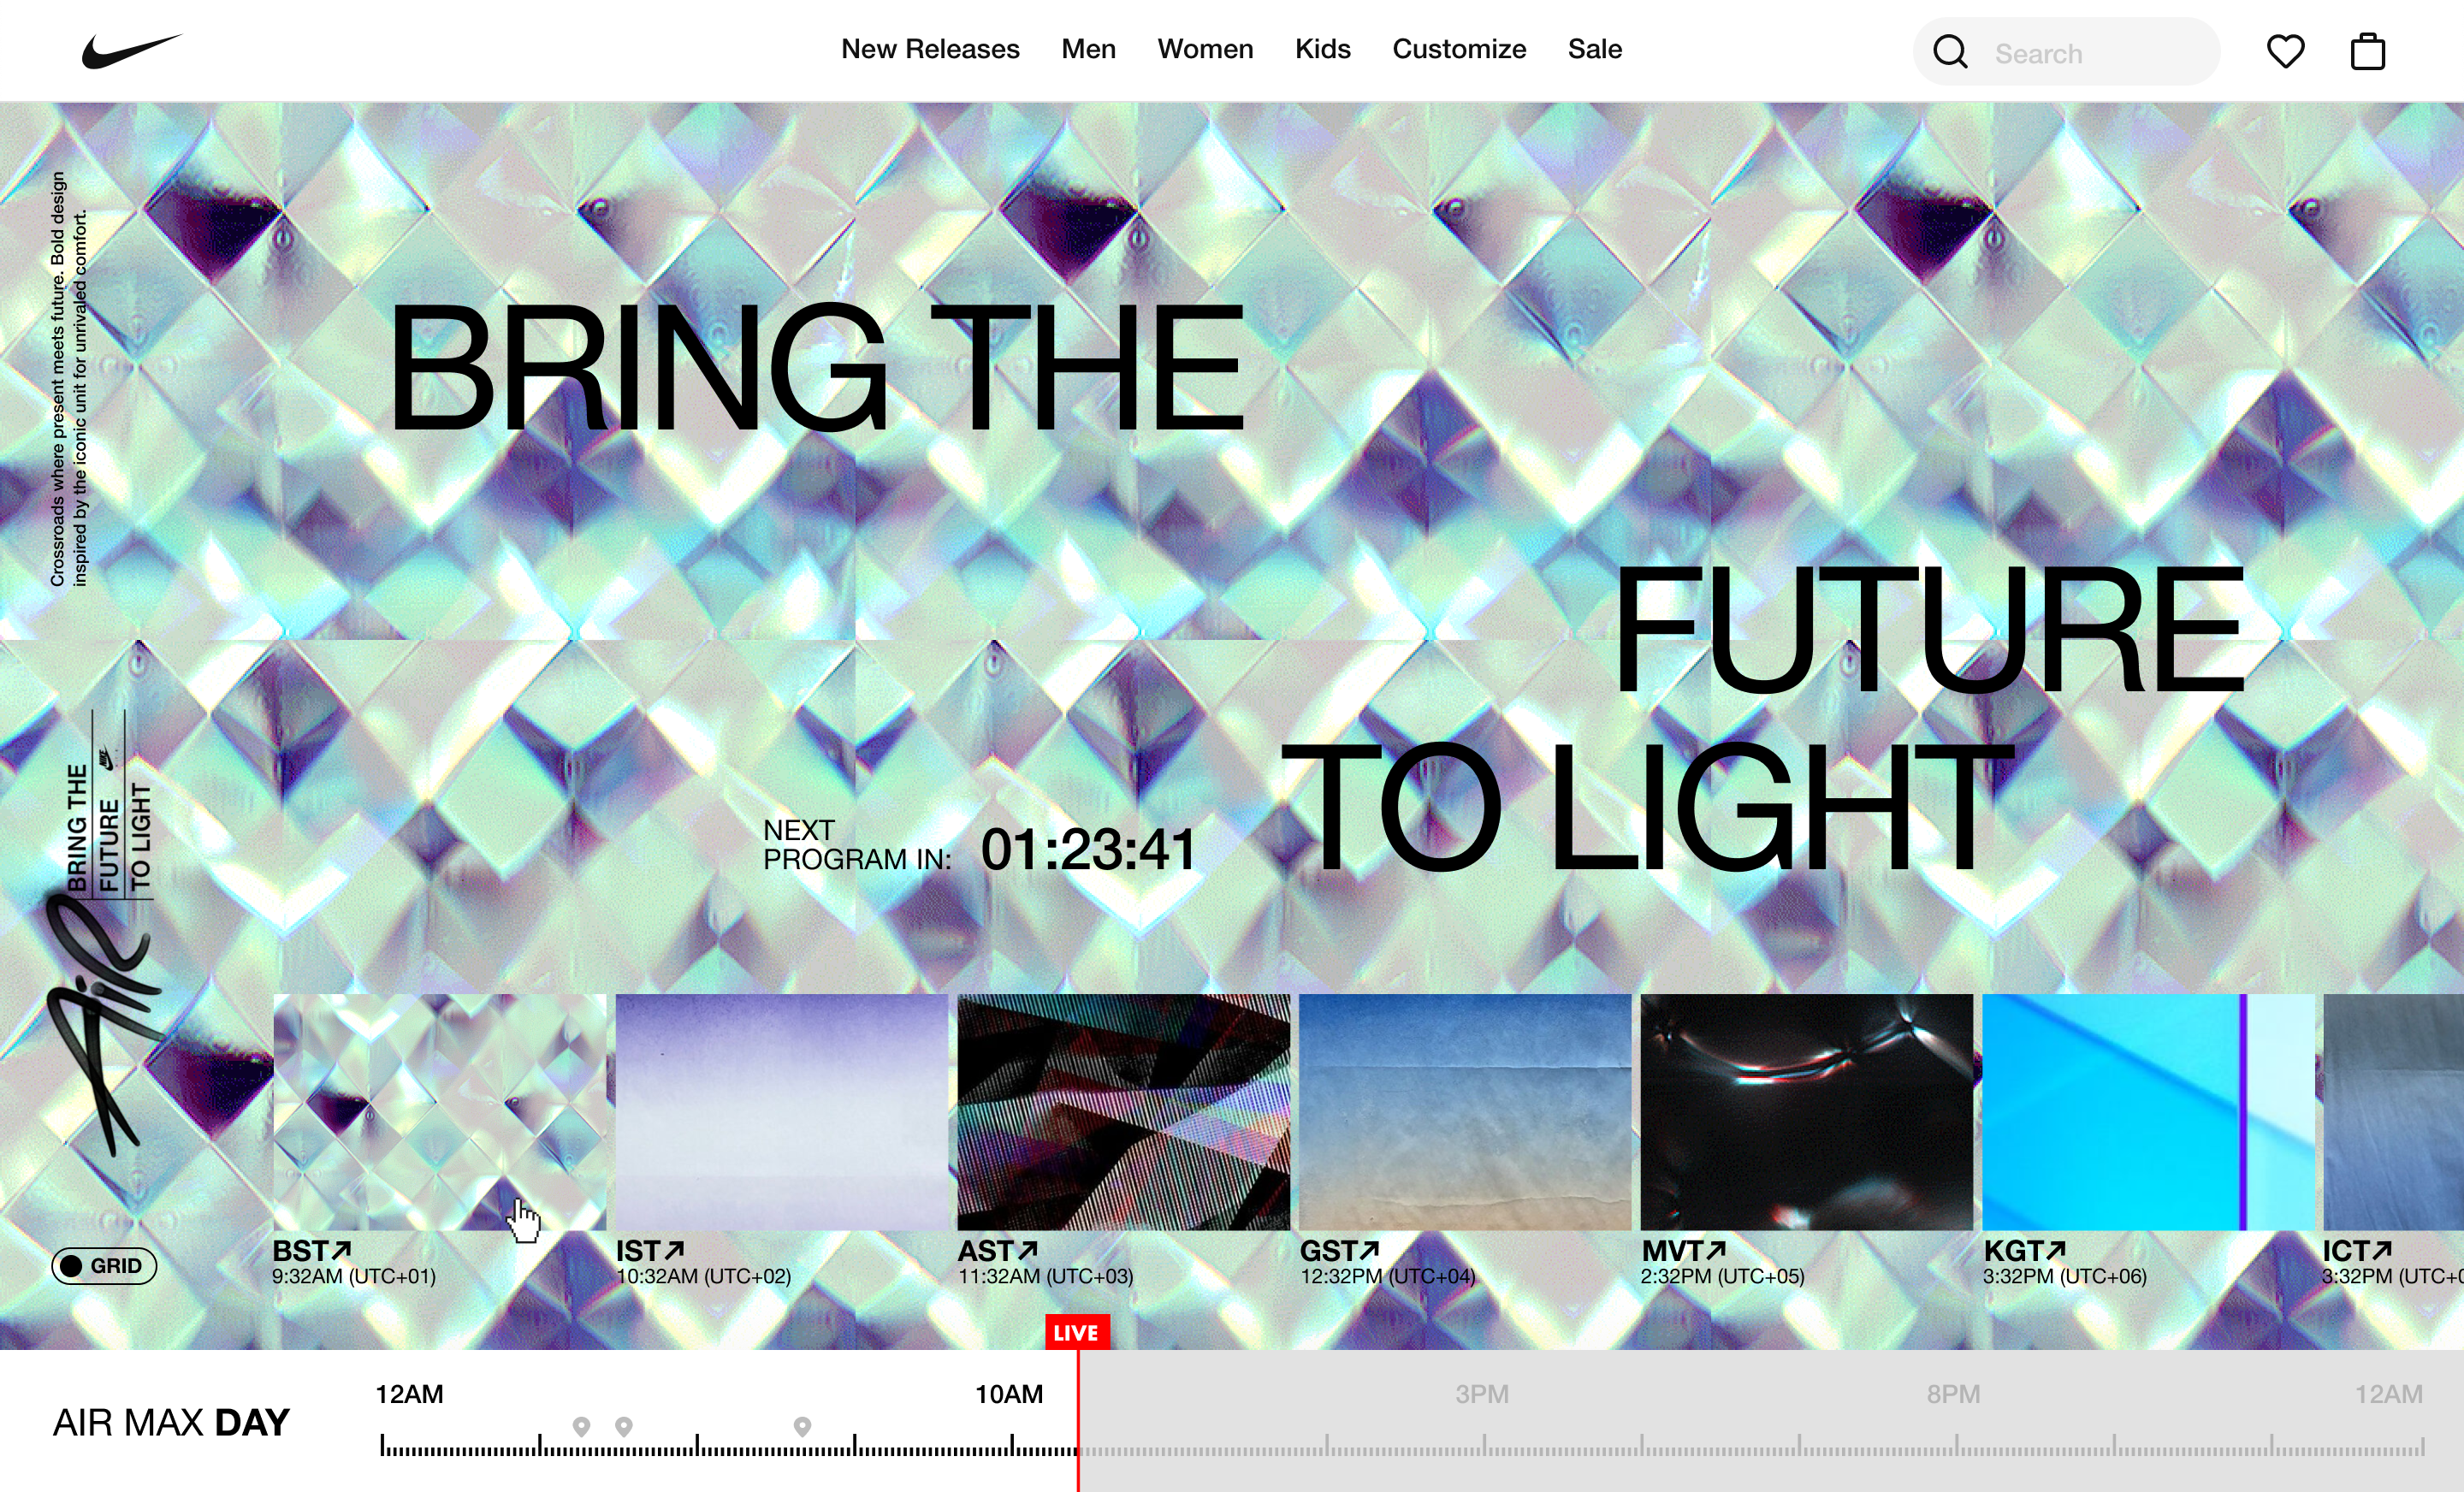 New Releases
Men
Women
Kids
Customize
Sale
Search
Crossroads where present meets future. Bold design
inspired by the iconic unit for unrivaled comfort.
BRING THE
FUTURE
TO LIGHT
NEXT
PROGRAM IN:
01:23:41
BRING THE
FUTURE
TO LIGHT
AiR
BST↗
9:32AM (UTC+01)
IST↗
10:32AM (UTC+02)
AST↗
11:32AM (UTC+03)
GST↗
12:32PM (UTC+04)
MVT↗
2:32PM (UTC+05)
KGT↗
3:32PM (UTC+06)
ICT↗
3:32PM (UTC+
GRID
LIVE
AIR MAX DAY
12AM
10AM
3PM
8PM
12AM